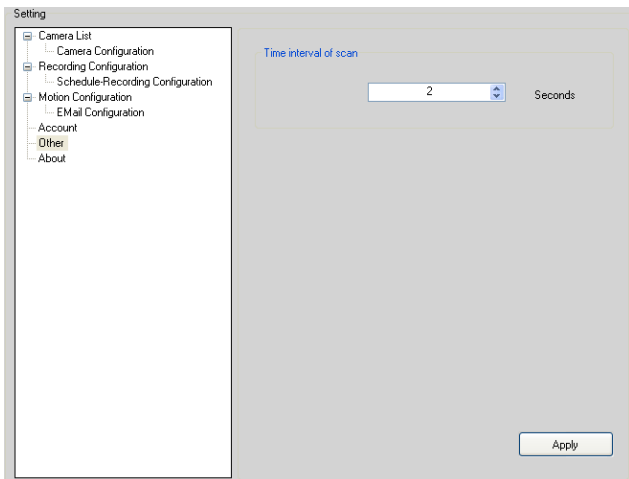 Setting
Camera List
Camera Configuration
Recording Configuration
Schedule-Recording Configuration
Motion Configuration
EMail Configuration
Account
Other
About
Time interval of scan
2 Seconds
Apply